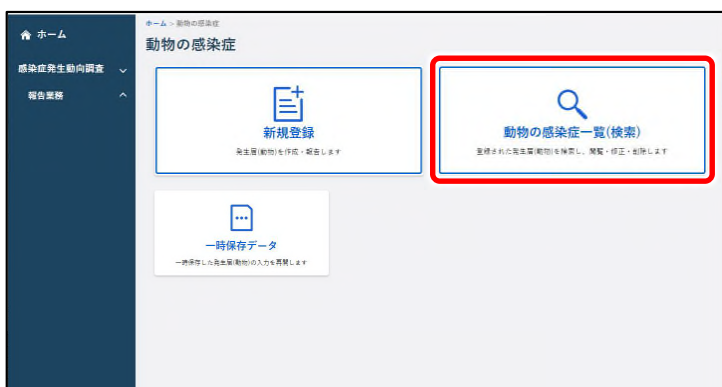 ホーム
感染症発生動向調査
報告業務
ホーム > 動物の感染症
動物の感染症
新規登録
発生届(動物)を作成・報告します
動物の感染症一覧(検索)
登録された発生届(動物)を検索し、閲覧・修正・削除します
一時保存データ
一時保存した発生届(動物)の入力を再開します